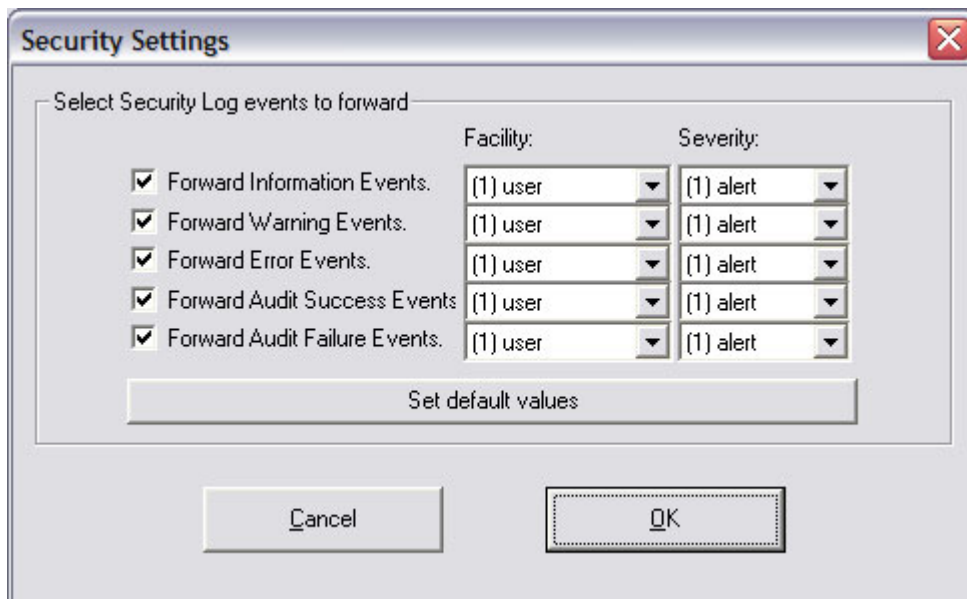 Security Settings
Select Security Log events to forward
Facility: Severity:
Forward Information Events. (1) user (1) alert
Forward Warning Events. (1) user (1) alert
Forward Error Events. (1) user (1) alert
Forward Audit Success Events (1) user (1) alert
Forward Audit Failure Events. (1) user (1) alert
Set default values
Cancel OK